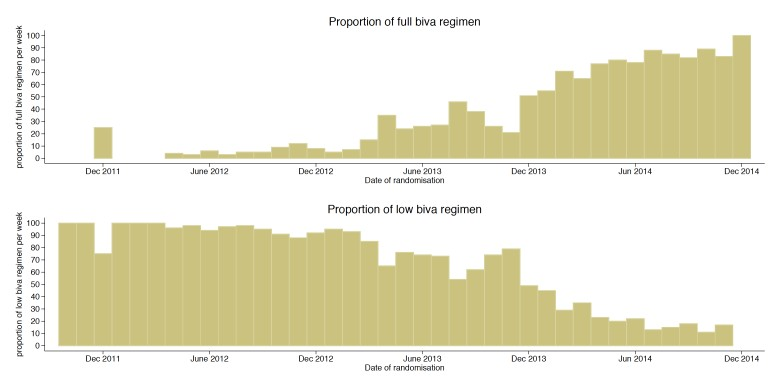 Proportion of full biva regimen
proportion of full biva regimen per week
100
90
80
70
60
50
40
30
20
10
0
Dec 2011 June 2012 Dec 2012 June 2013 Dec 2013 Jun 2014 Dec 2014
Date of randomisation
Proportion of low biva regimen
proportion of low biva regimen per week
100
90
80
70
60
50
40
30
20
10
0
Dec 2011 June 2012 Dec 2012 June 2013 Dec 2013 Jun 2014 Dec 2014
Date of randomisation